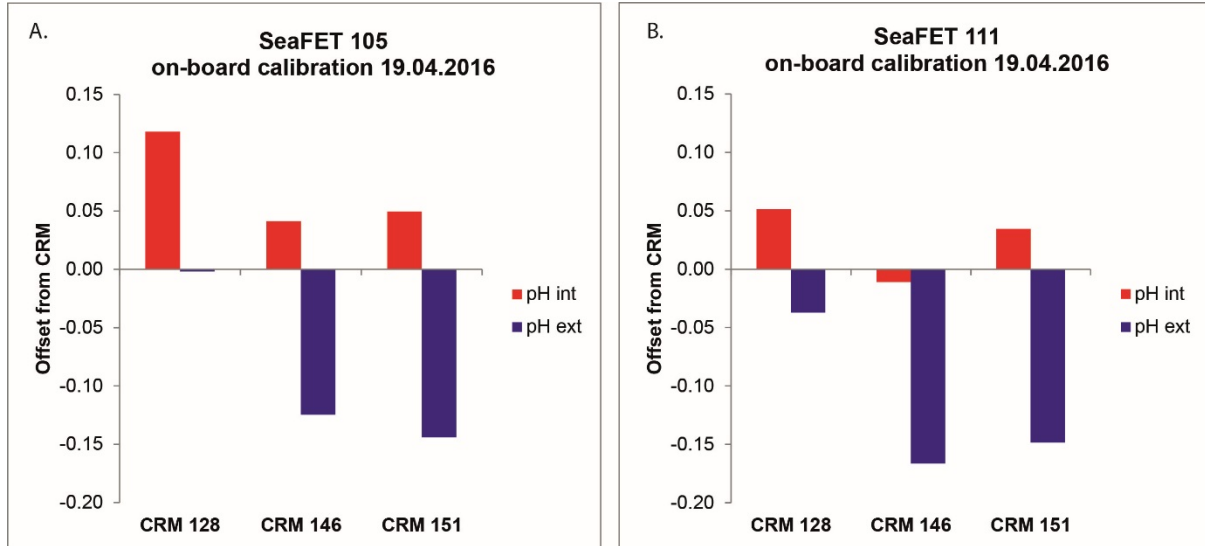 A.
SeaFET 105
on-board calibration 19.04.2016
0.15
0.10
0.05
0.00
-0.05
-0.10
-0.15
-0.20
Offset from CRM
pH int
pH ext
CRM 128 CRM 146 CRM 151
B.
SeaFET 111
on-board calibration 19.04.2016
0.15
0.10
0.05
0.00
-0.05
-0.10
-0.15
-0.20
Offset from CRM
pH int
pH ext
CRM 128 CRM 146 CRM 151